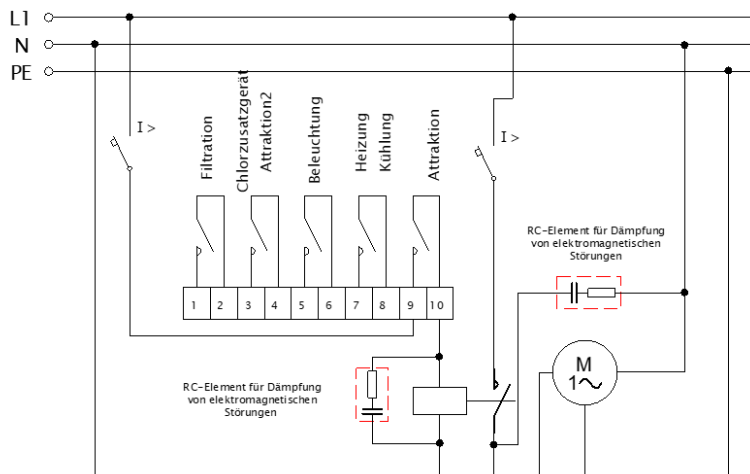 L1
N
PE
I >
I >
Filtration
Chlorzusatzgerät
Attraktion2
Beleuchtung
Heizung
Kühlung
Attraktion
RC-Element für Dämpfung
von elektromagnetischen
Störungen
1 2 3 4 5 6 7 8 9 10
M
1
RC-Element für Dämpfung
von elektromagnetischen
Störungen